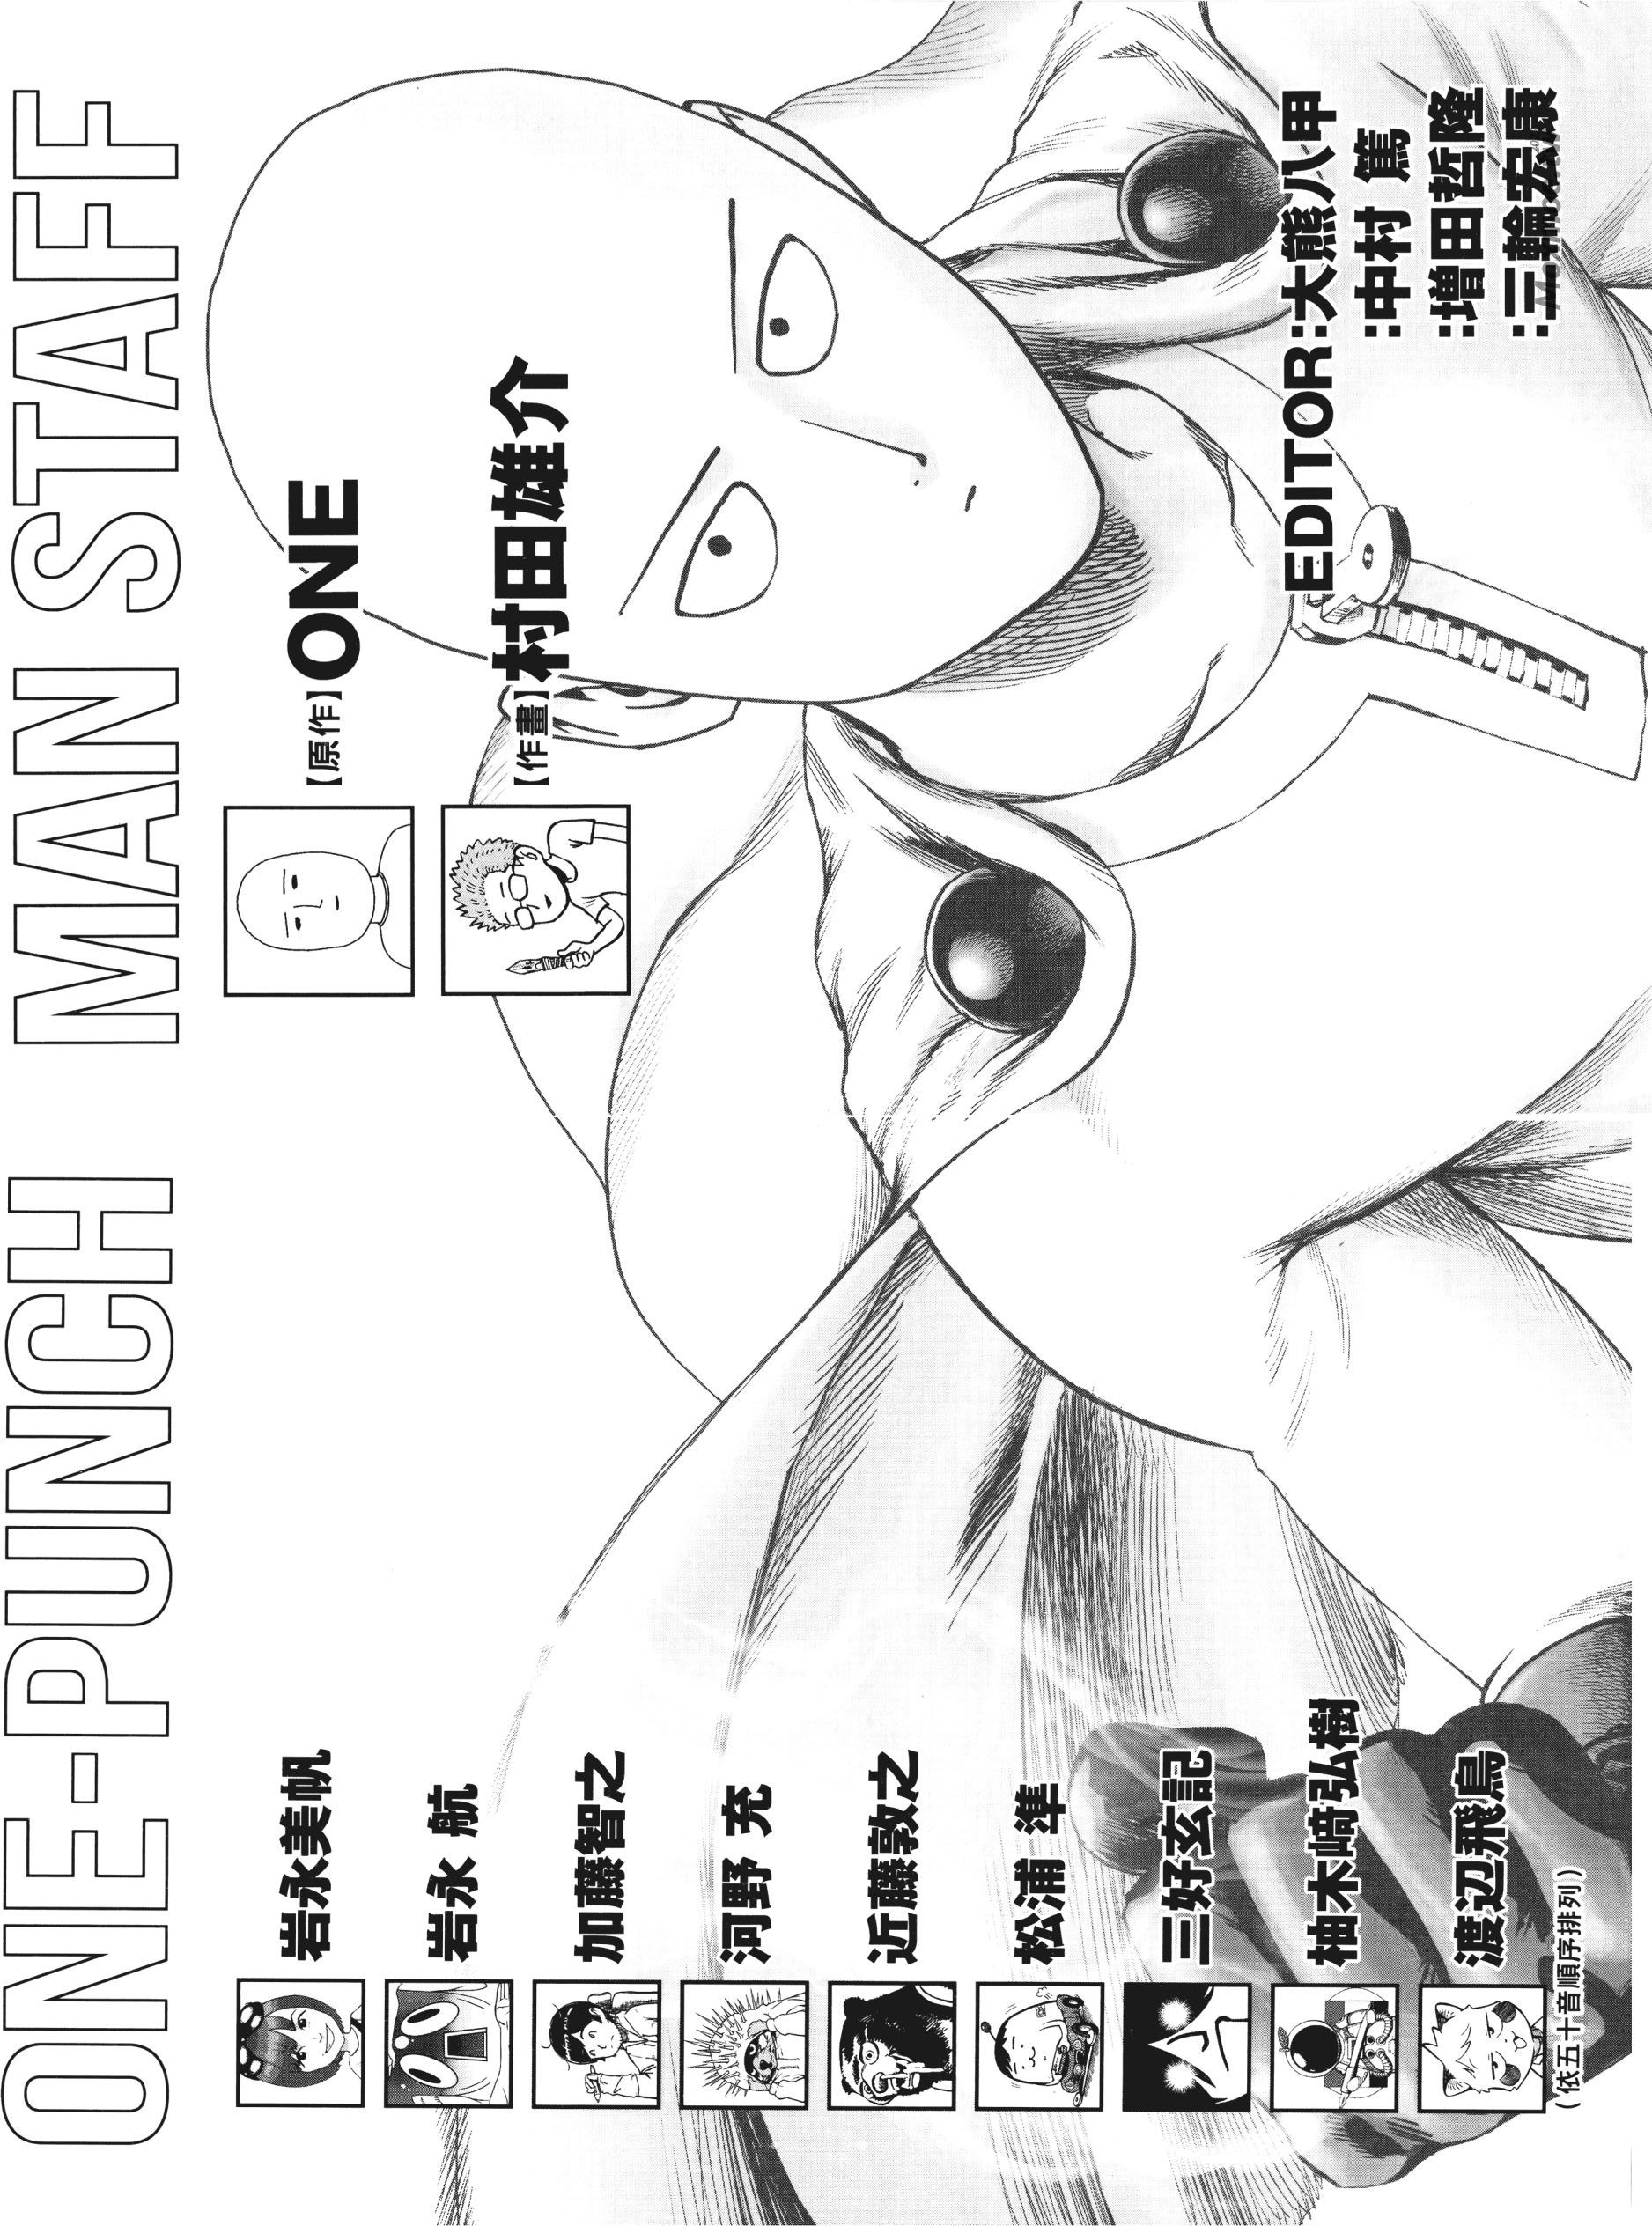 ONE-PUNCH MAN STAFF
【原作】ONE
【作畫】村田雄介
岩永美帆
岩永 航
加藤智之
河野 充
近藤敦之
松浦 準
三好玄記
柚木﨑弘樹
渡辺飛鳥
(依五十音順序排列)
EDITOR:大熊八甲
:中村 篤
:増田哲隆
:三輪宏康